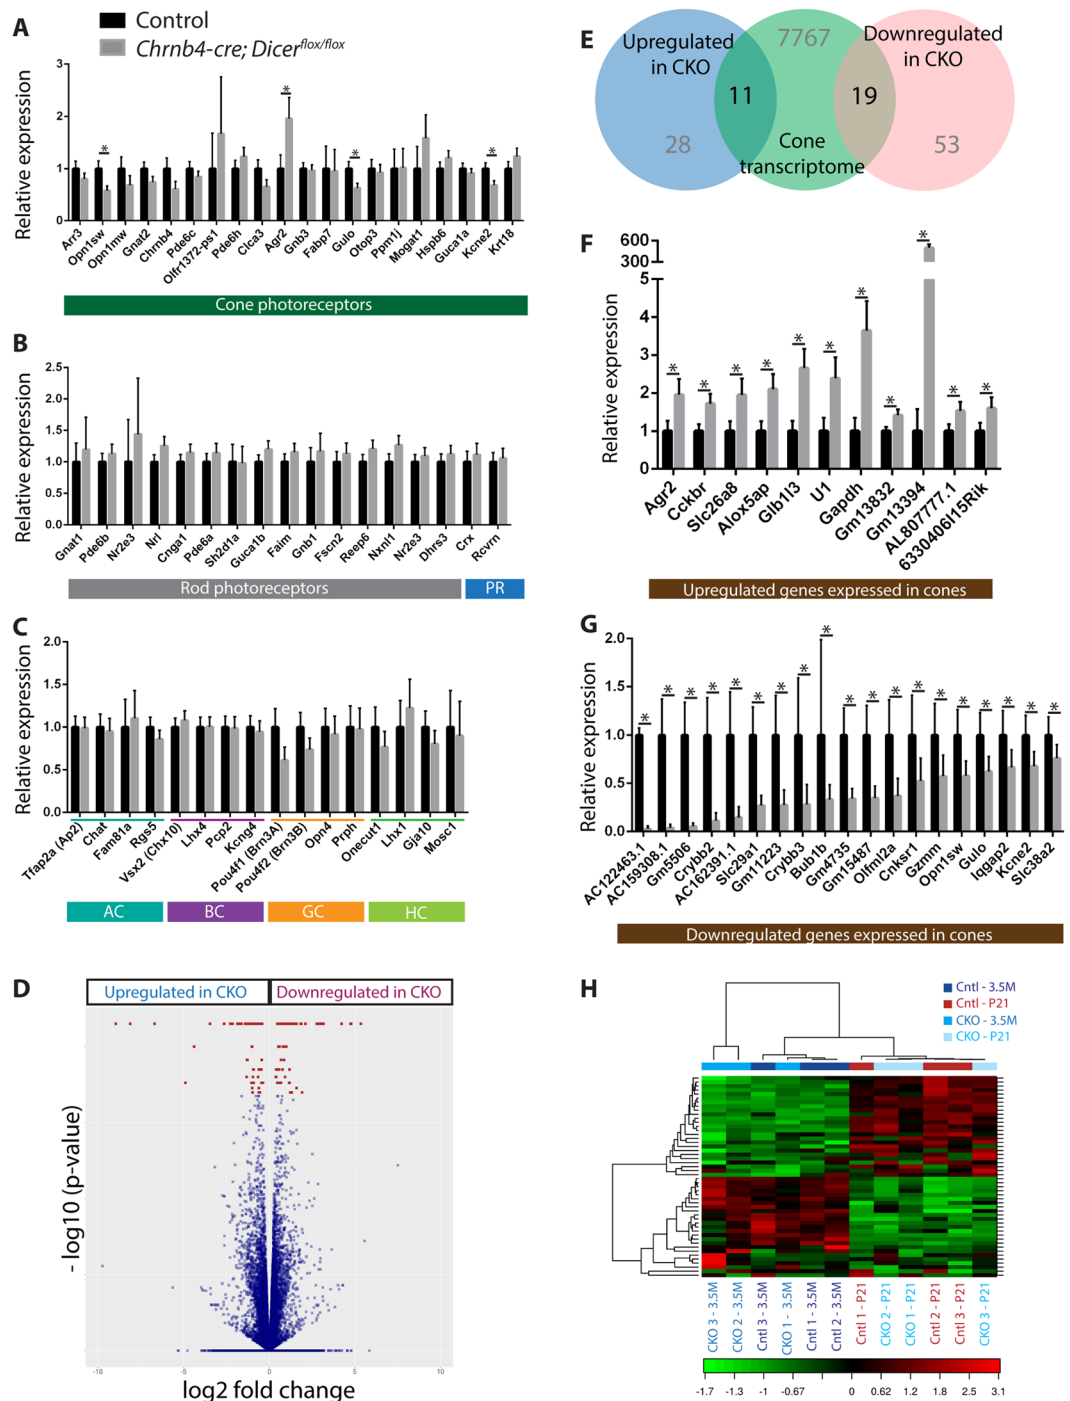 A
Control
Chrnb4-cre; Dicerflox/flox
Relative expression
3
2
1
0
Arr3
Opn1sw
Opn1mw
Gnat2
Chrnb4
Pde6c
Olfr1372-ps1
Pde6h
Clca3
Agr2
Gnb3
Fabp7
Gulo
Otop3
Ppm1j
Mogat1
Hspb6
Guca1a
Kcne2
Krt18
* * * *
Cone photoreceptors
B
Relative expression
2.5
2.0
1.5
1.0
0.5
0.0
Gnat1
Pde6b
Nr2e3
Nrl
Cnga1
Pde6a
Sh2d1a
Guca1b
Faim
Gnb1
Fscn2
Reep6
Nxnl1
Nr2e3
Dhrs3
Crx
Rcvrn
Rod photoreceptors
PR
C
Relative expression
2.0
1.5
1.0
0.5
0.0
Tfap2a (Ap2)
Chat
Fam81a
Rgs5
Vsx2 (Chx10)
Lhx4
Pcp2
Kcng4
Pou4f1 (Brn3A)
Pou4f2 (Brn3B)
Opn4
Prph
Onecut1
Lhx1
Gja10
Mosc1
AC
BC
GC
HC
D
Upregulated in CKO
Downregulated in CKO
- log10 (p-value)
-10
-5
0
5
10
log2 fold change
E
Upregulated
in CKO
7767
Downregulated
in CKO
11
19
28
53
Cone
transcriptome
F
Relative expression
600
300
5
4
3
2
1
0
* * * * * * * * * * *
Agr2
Cckbr
Slc26a8
Alox5ap
Glb1l3
U1
Gapdh
Gm13832
Gm13394
AL807777.1
6330406I15Rik
Upregulated genes expressed in cones
G
Relative expression
2.0
1.5
1.0
0.5
0.0
* * * * * * * * * * * * * * * * * * *
AC122463.1
AC159308.1
Gm5506
Crybb2
AC162391.1
Slc29a1
Gm11223
Crybb3
Bub1b
Gm4735
Gm15487
Olfml2a
Cnksr1
Gzmm
Opn1sw
Gulo
Iqgap2
Kcne2
Slc38a2
Downregulated genes expressed in cones
H
Cntl - 3.5M
Cntl - P21
CKO - 3.5M
CKO - P21
CKO 3 - 3.5M
CKO 2 - 3.5M
Cntl 3 - 3.5M
CKO 1 - 3.5M
Cntl 1 - 3.5M
Cntl 2 - 3.5M
Cntl 1 - P21
CKO 2 - P21
CKO 1 - P21
Cntl 2 - P21
Cntl 3 - P21
CKO 3 - P21
-1.7
-1.3
-1
-0.67
0
0.62
1.2
1.8
2.5
3.1